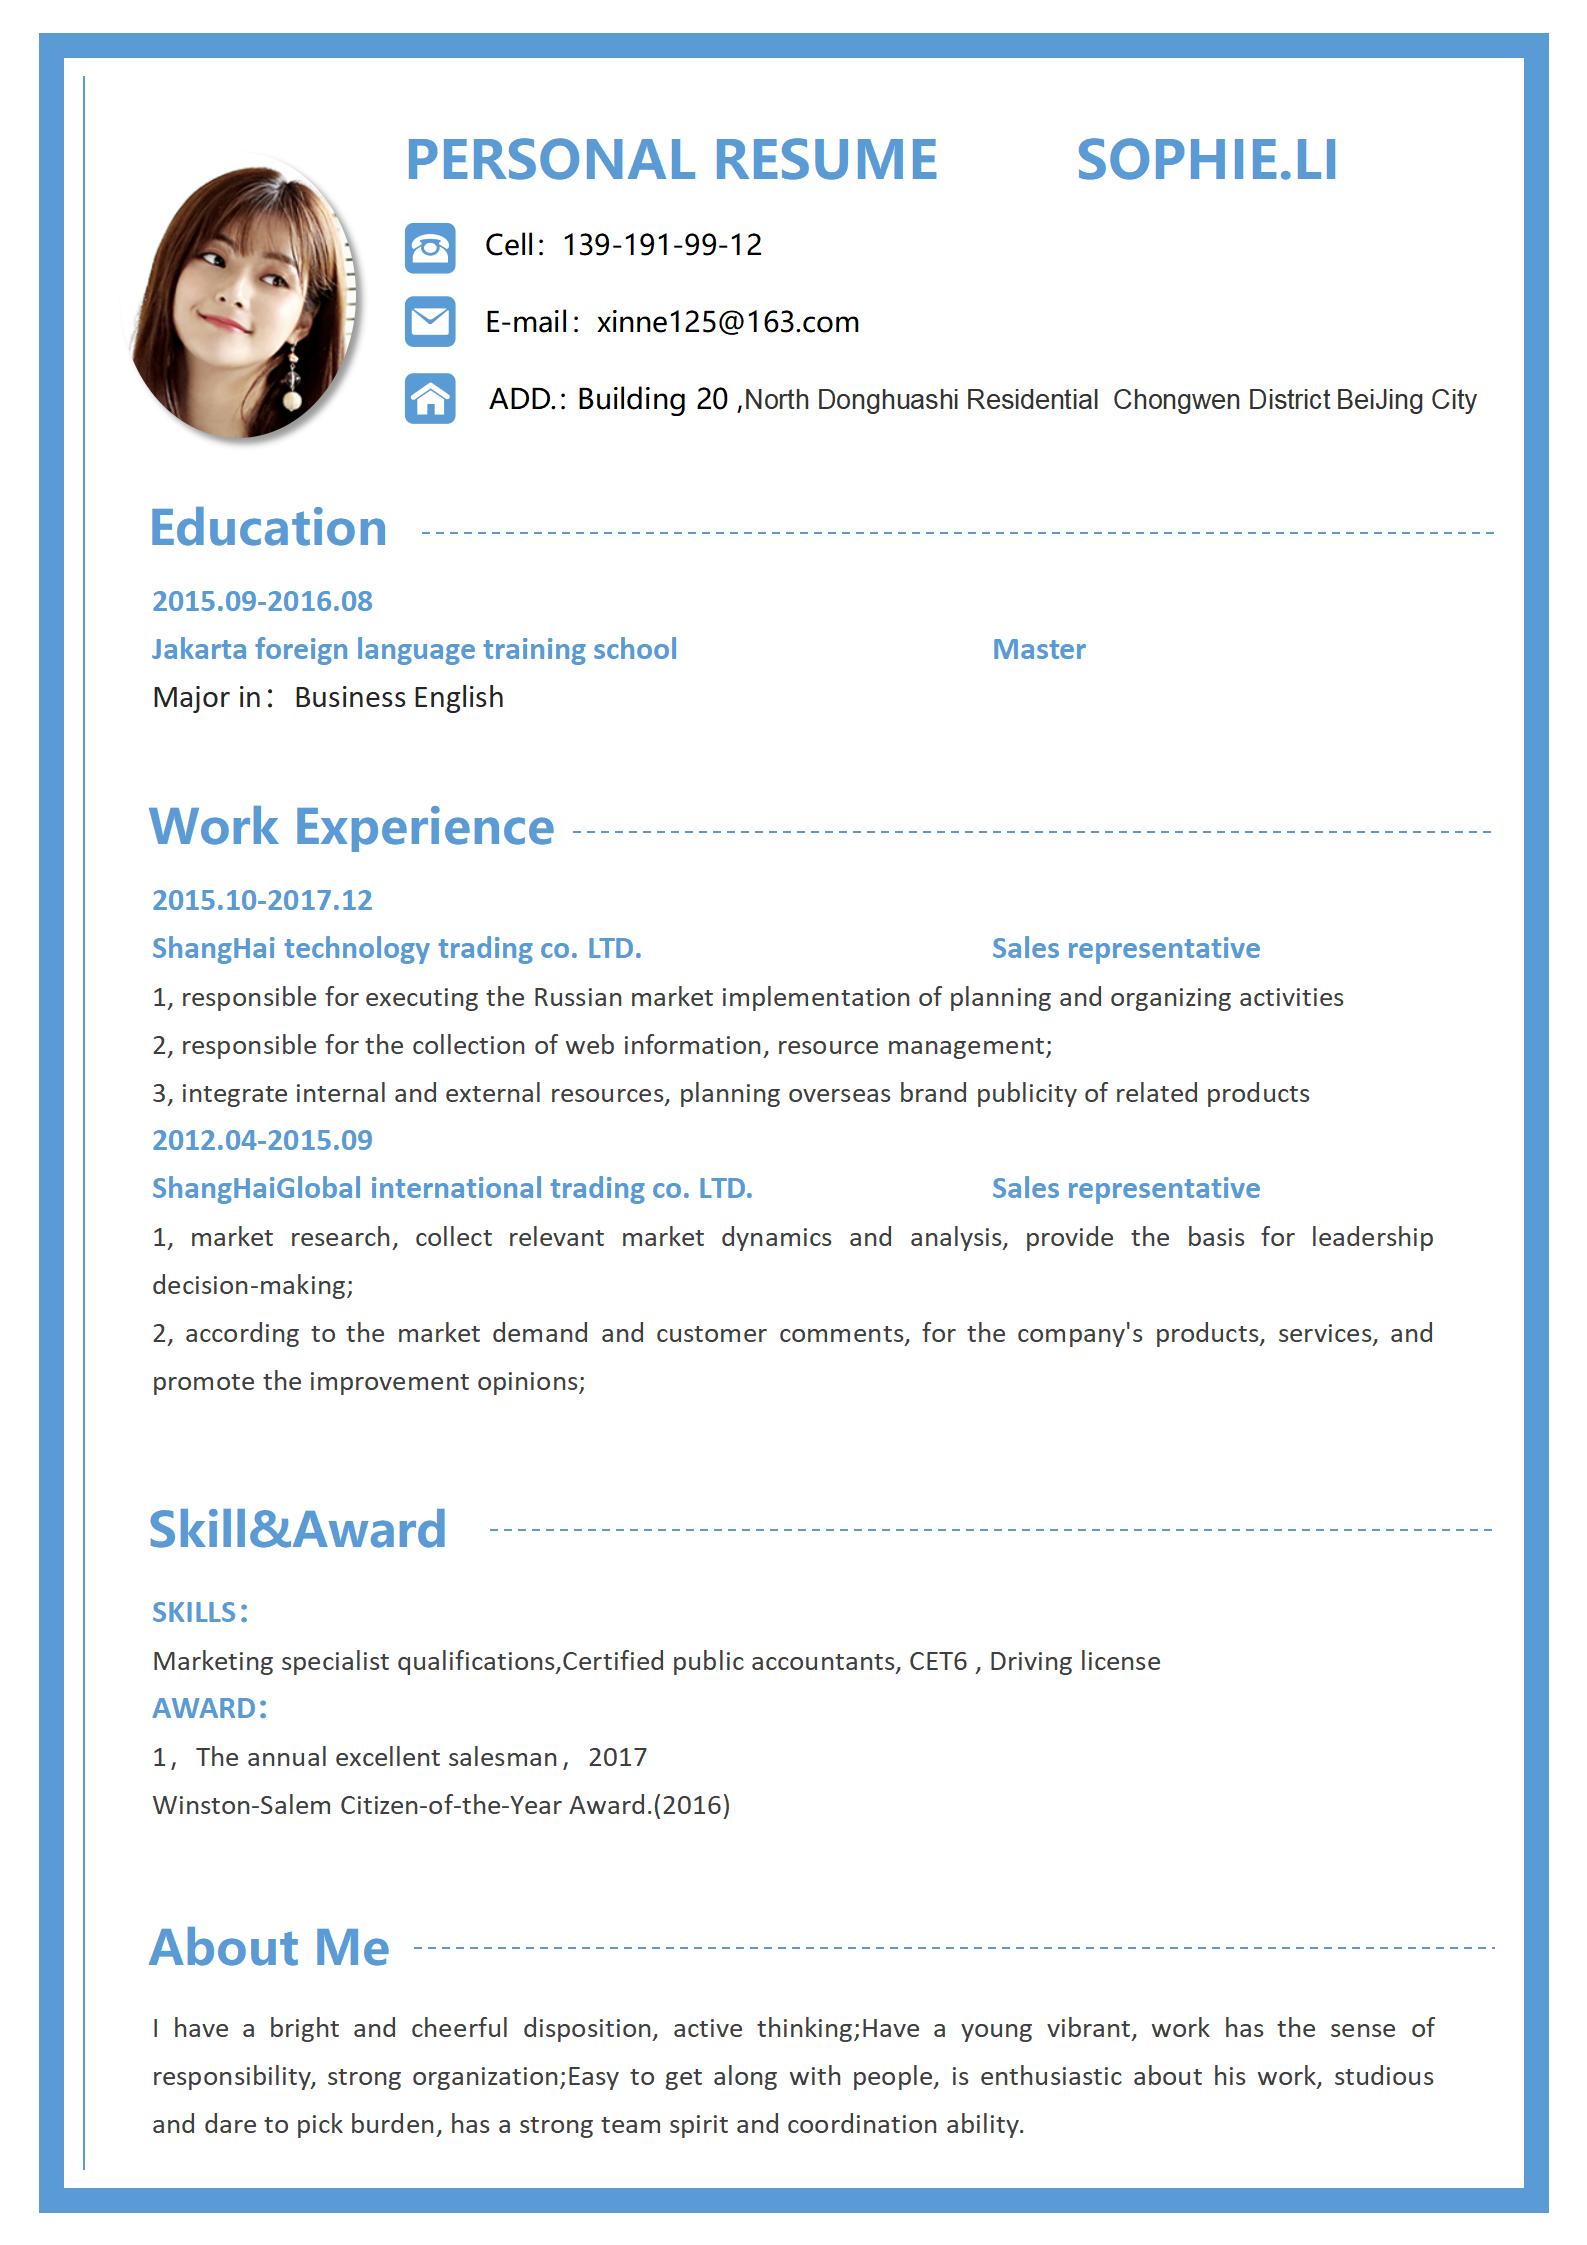 PERSONAL RESUME SOPHIE.LI
Cell：139-191-99-12
E-mail：xinne125@163.com
ADD.: Building 20 ,North Donghuashi Residential Chongwen District BeiJing City
Education
2015.09-2016.08
Jakarta foreign language training school Master
Major in：Business English
Work Experience
2015.10-2017.12
ShangHai technology trading co. LTD. Sales representative
1, responsible for executing the Russian market implementation of planning and organizing activities
2, responsible for the collection of web information, resource management;
3, integrate internal and external resources, planning overseas brand publicity of related products
2012.04-2015.09
ShangHaiGlobal international trading co. LTD. Sales representative
1, market research, collect relevant market dynamics and analysis, provide the basis for leadership
decision-making;
2, according to the market demand and customer comments, for the company's products, services, and
promote the improvement opinions;
Skill&Award
SKILLS：
Marketing specialist qualifications,Certified public accountants, CET6 , Driving license
AWARD：
1，The annual excellent salesman，2017
Winston-Salem Citizen-of-the-Year Award.(2016)
About Me
I have a bright and cheerful disposition, active thinking;Have a young vibrant, work has the sense of
responsibility, strong organization;Easy to get along with people, is enthusiastic about his work, studious
and dare to pick burden, has a strong team spirit and coordination ability.